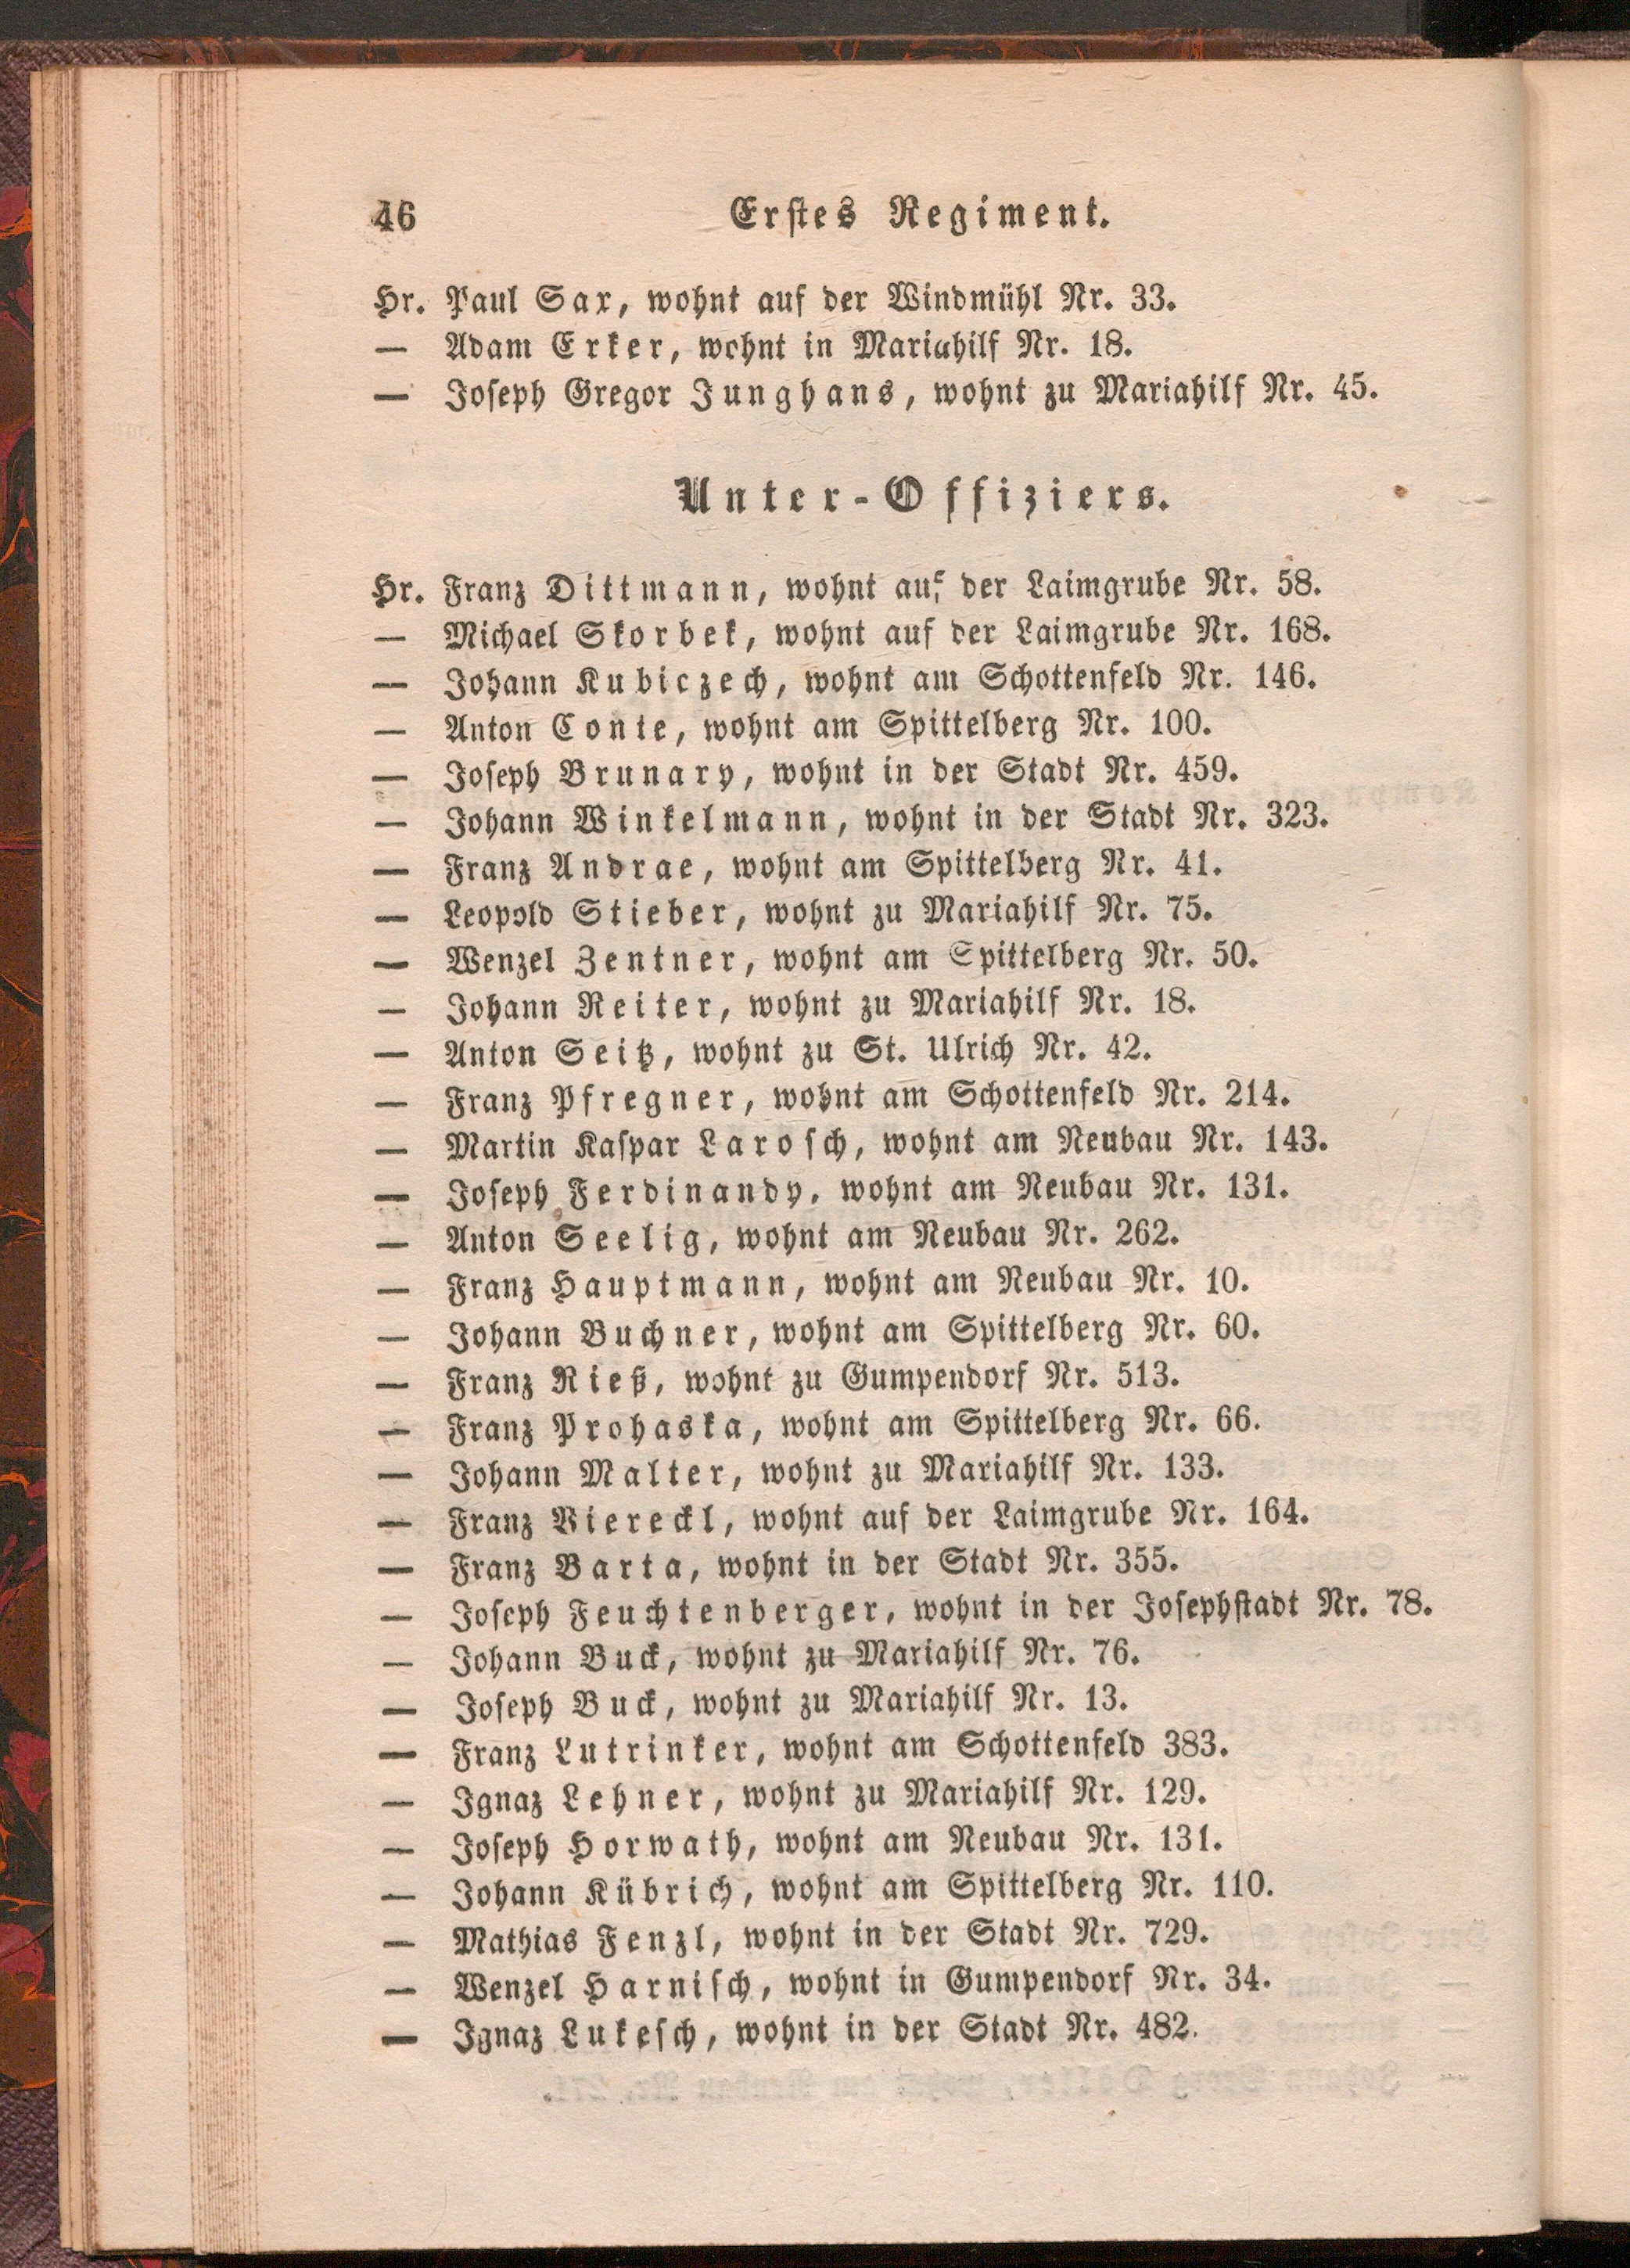 46 Erstes Regiment.
Hr. Paul Sax, wohnt auf der Windmühl Nr. 33.
— Adam Erker, wohnt in Mariahilf Nr. 18.
— Joseph Gregor Junghans, wohnt zu Mariahilf Nr. 45.
Unter-Offiziers.
Hr. Franz Dittmann, wohnt auf der Laimgrube Nr. 58.
— Michael Skorbek, wohnt auf der Laimgrube Nr. 168.
— Johann Kubiczech, wohnt am Schottenfeld Nr. 146.
— Anton Conte, wohnt am Spittelberg Nr. 100.
— Joseph Brunary, wohnt in der Stadt Nr. 459.
— Johann Winkelmann, wohnt in der Stadt Nr. 323.
— Franz Andrae, wohnt am Spittelberg Nr. 41.
— Leopold Stieber, wohnt zu Mariahilf Nr. 75.
— Wenzel Zentner, wohnt am Spittelberg Nr. 50.
— Johann Reiter, wohnt zu Mariahilf Nr. 18.
— Anton Seitz, wohnt zu St. Ulrich Nr. 42.
— Franz Pfregner, wohnt am Schottenfeld Nr. 214.
— Martin Kaspar Larosch, wohnt am Neubau Nr. 143.
— Joseph Ferdinandy, wohnt am Neubau Nr. 131.
— Anton Seelig, wohnt am Neubau Nr. 262.
— Franz Hauptmann, wohnt am Neubau Nr. 10.
— Johann Buchner, wohnt am Spittelberg Nr. 60.
— Franz Rieß, wohnt zu Gumpendorf Nr. 513.
— Franz Prohaska, wohnt am Spittelberg Nr. 66.
— Johann Malter, wohnt zu Mariahilf Nr. 133.
— Franz Viereckl, wohnt auf der Laimgrube Nr. 164.
— Franz Barta, wohnt in der Stadt Nr. 355.
— Joseph Feuchtenberger, wohnt in der Josephstadt Nr. 78.
— Johann Buck, wohnt zu Mariahilf Nr. 76.
— Joseph Buck, wohnt zu Mariahilf Nr. 13.
— Franz Lutrinker, wohnt am Schottenfeld 383.
— Ignaz Lehner, wohnt zu Mariahilf Nr. 129.
— Joseph Horwath, wohnt am Neubau Nr. 131.
— Johann Kübrich, wohnt am Spittelberg Nr. 110.
— Mathias Fenzl, wohnt in der Stadt Nr. 729.
— Wenzel Harnisch, wohnt in Gumpendorf Nr. 34.
— Ignaz Lukesch, wohnt in der Stadt Nr. 482.